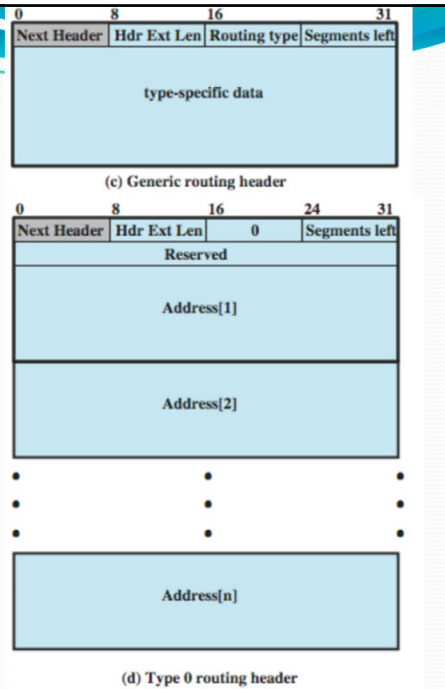 0 8 16 31
Next Header Hdr Ext Len Routing type Segments left
type-specific data
(c) Generic routing header
0 8 16 24 31
Next Header Hdr Ext Len 0 Segments left
Reserved
Address[1]
Address[2]
Address[n]
(d) Type 0 routing header